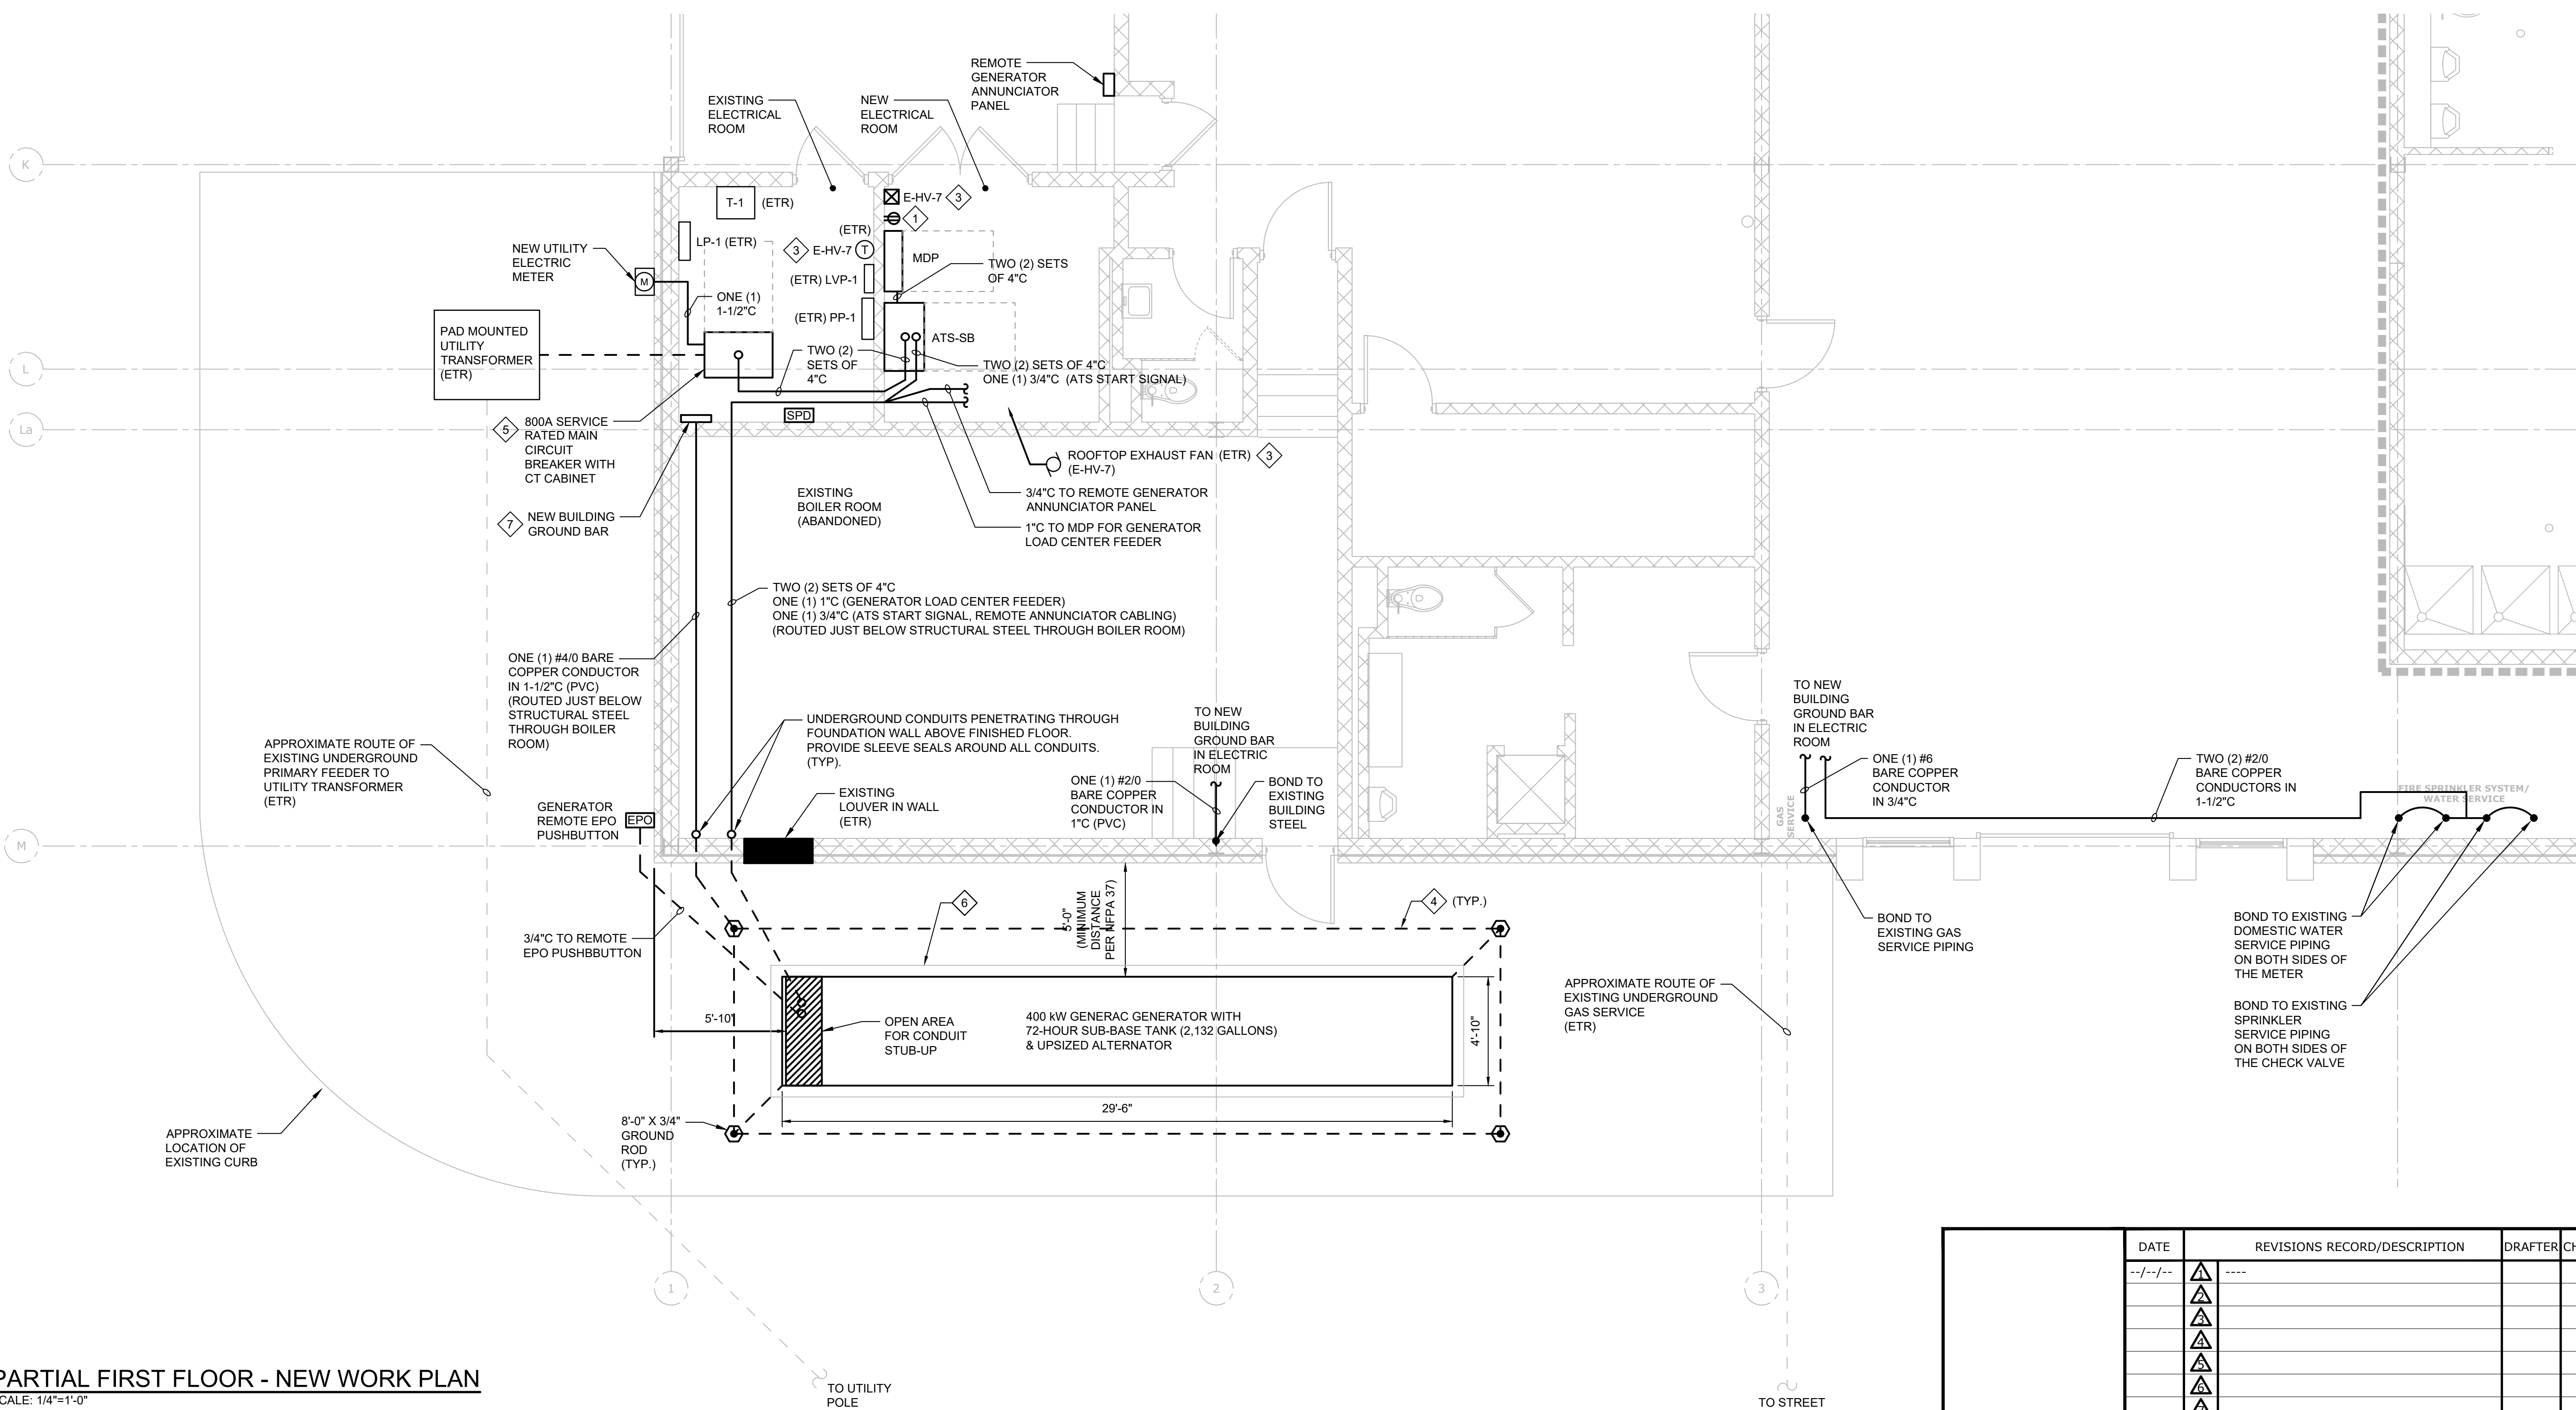 REMOTE
GENERATOR
ANNUNCIATOR
PANEL
EXISTING
ELECTRICAL
ROOM
NEW
ELECTRICAL
ROOM
K
T-1
(ETR)
E-HV-7
3
1
LP-1 (ETR)
(ETR)
3
E-HV-7
T
MDP
TWO (2) SETS
OF 4"C
NEW UTILITY
ELECTRIC
METER
M
(ETR) LVP-1
ONE (1)
1-1/2"C
(ETR) PP-1
PAD MOUNTED
UTILITY
TRANSFORMER
(ETR)
ATS-SB
TWO (2)
SETS OF
4"C
TWO (2) SETS OF 4"C
ONE (1) 3/4"C (ATS START SIGNAL)
L
SPD
La
5
800A SERVICE
RATED MAIN
CIRCUIT
BREAKER WITH
CT CABINET
ROOFTOP EXHAUST FAN (ETR)
(E-HV-7)
3
EXISTING
BOILER ROOM
(ABANDONED)
3/4"C TO REMOTE GENERATOR
ANNUNCIATOR PANEL
7
NEW BUILDING
GROUND BAR
1"C TO MDP FOR GENERATOR
LOAD CENTER FEEDER
TWO (2) SETS OF 4"C
ONE (1) 1"C (GENERATOR LOAD CENTER FEEDER)
ONE (1) 3/4"C (ATS START SIGNAL, REMOTE ANNUNCIATOR CABLING)
(ROUTED JUST BELOW STRUCTURAL STEEL THROUGH BOILER ROOM)
ONE (1) #4/0 BARE
COPPER CONDUCTOR
IN 1-1/2"C (PVC)
(ROUTED JUST BELOW
STRUCTURAL STEEL
THROUGH BOILER
ROOM)
UNDERGROUND CONDUITS PENETRATING THROUGH
FOUNDATION WALL ABOVE FINISHED FLOOR.
PROVIDE SLEEVE SEALS AROUND ALL CONDUITS.
(TYP).
TO NEW
BUILDING
GROUND BAR
IN ELECTRIC
ROOM
TO NEW
BUILDING
GROUND BAR
IN ELECTRIC
ROOM
APPROXIMATE ROUTE OF
EXISTING UNDERGROUND
PRIMARY FEEDER TO
UTILITY TRANSFORMER
(ETR)
ONE (1) #2/0
BARE COPPER
CONDUCTOR IN
1"C (PVC)
BOND TO
EXISTING
BUILDING
STEEL
ONE (1) #6
BARE COPPER
CONDUCTOR
IN 3/4"C
TWO (2) #2/0
BARE COPPER
CONDUCTORS IN
1-1/2"C
FIRE SPRINKLER SYSTEM/
WATER SERVICE
GAS
SERVICE
EXISTING
LOUVER IN WALL
(ETR)
GENERATOR
REMOTE EPO
PUSHBUTTON
EPO
M
5'-0"
(MINIMUM
DISTANCE
PER NFPA 37)
6
4
(TYP.)
3/4"C TO REMOTE
EPO PUSHBBUTTON
BOND TO
EXISTING GAS
SERVICE PIPING
BOND TO EXISTING
DOMESTIC WATER
SERVICE PIPING
ON BOTH SIDES OF
THE METER
APPROXIMATE ROUTE OF
EXISTING UNDERGROUND
GAS SERVICE
(ETR)
BOND TO EXISTING
SPRINKLER
SERVICE PIPING
ON BOTH SIDES OF
THE CHECK VALVE
5'-10"
OPEN AREA
FOR CONDUIT
STUB-UP
400 kW GENERAC GENERATOR WITH
72-HOUR SUB-BASE TANK (2,132 GALLONS)
& UPSIZED ALTERNATOR
4'-10"
29'-6"
8'-0" X 3/4"
GROUND
ROD
(TYP.)
APPROXIMATE
LOCATION OF
EXISTING CURB
1
2
3
TO UTILITY
POLE
TO STREET
PARTIAL FIRST FLOOR - NEW WORK PLAN
SCALE: 1/4"=1'-0"
DATE REVISIONS RECORD/DESCRIPTION DRAFTER CH
--/--/-- 1 ----
2
3
4
5
6
7